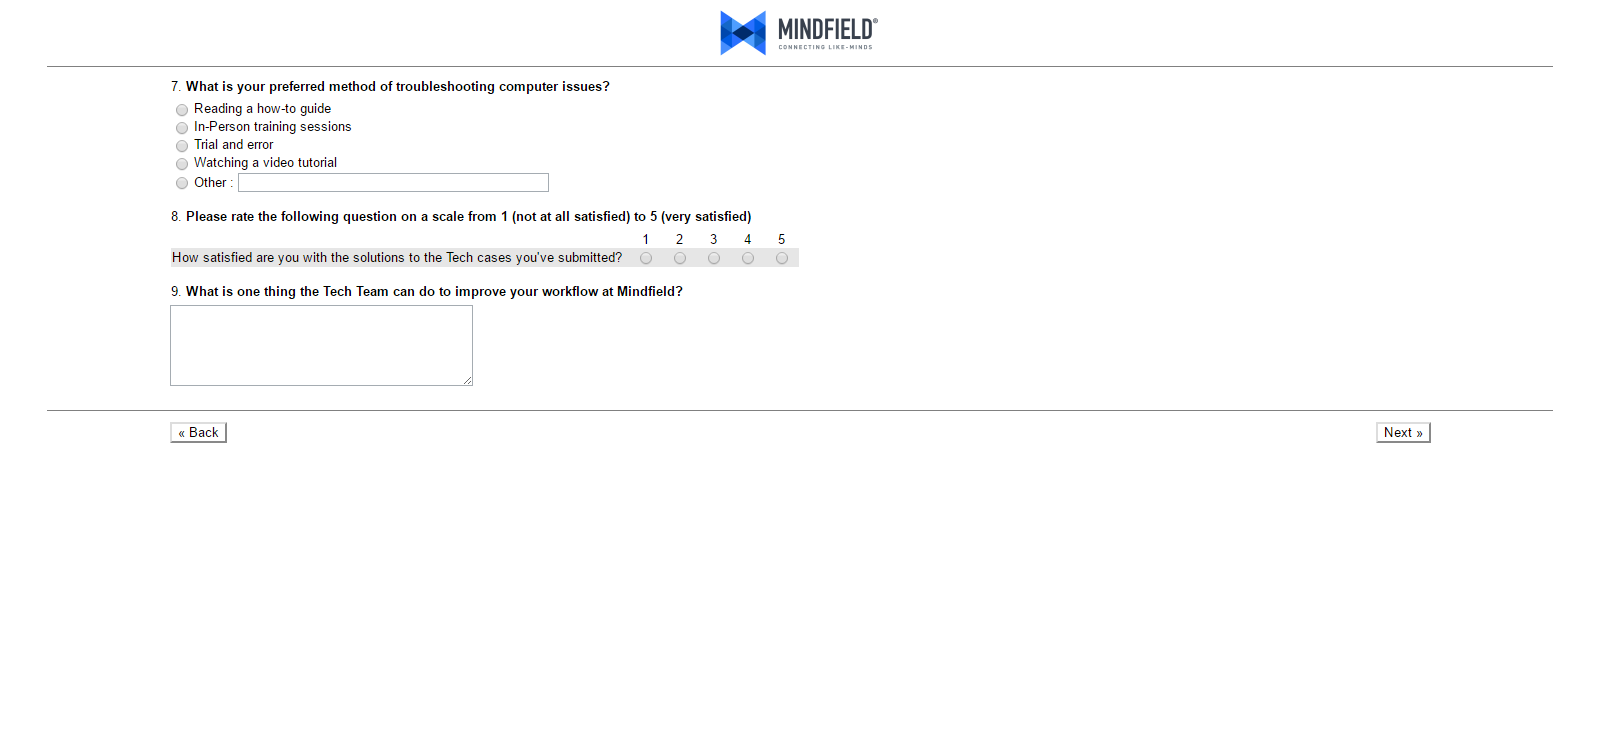 MINDFIELD®
CONNECTING LIKE-MINDS
7. What is your preferred method of troubleshooting computer issues?
Reading a how-to guide
In-Person training sessions
Trial and error
Watching a video tutorial
Other :
8. Please rate the following question on a scale from 1 (not at all satisfied) to 5 (very satisfied)
1 2 3 4 5
How satisfied are you with the solutions to the Tech cases you've submitted?
9. What is one thing the Tech Team can do to improve your workflow at Mindfield?
« Back Next »